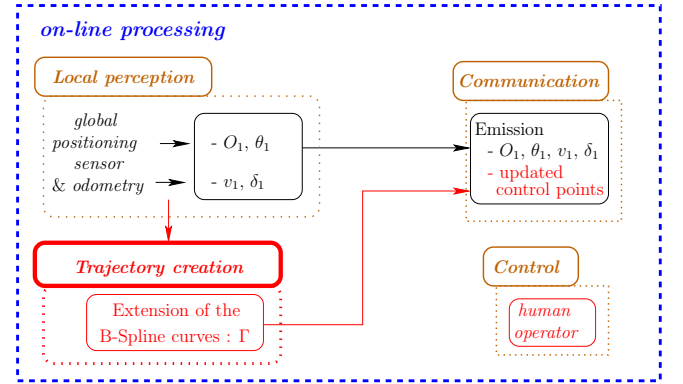 on-line processing
Local perception
global
positioning
sensor
& odometry
- O₁, θ₁
- v₁, δ₁
Communication
Emission
- O₁, θ₁, v₁, δ₁
- updated
control points
Trajectory creation
Extension of the
B-Spline curves : Γ
Control
human
operator